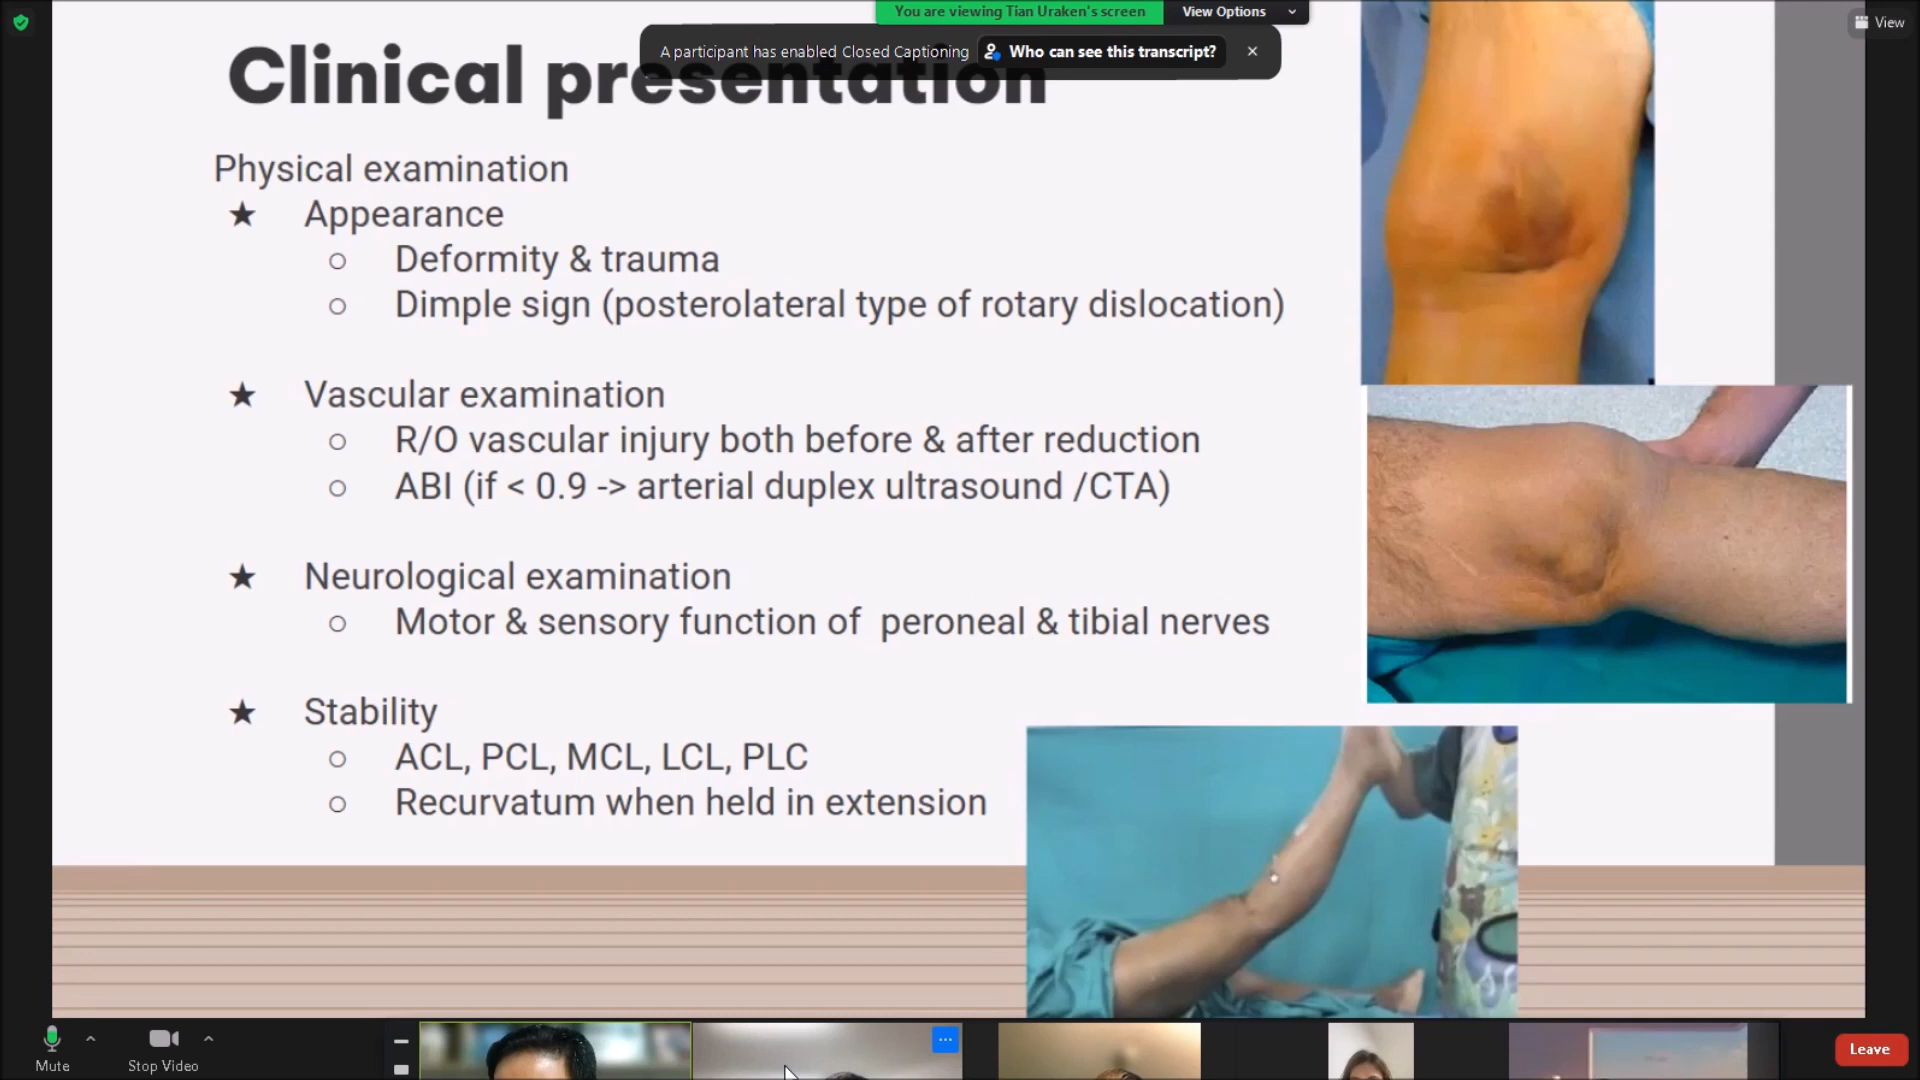 You are viewing Tian Uraken's screen
View Options
View
A participant has enabled Closed Captioning
Who can see this transcript?
Clinical presentation
Physical examination
★ Appearance
○ Deformity & trauma
○ Dimple sign (posterolateral type of rotary dislocation)
★ Vascular examination
○ R/O vascular injury both before & after reduction
○ ABI (if < 0.9 -> arterial duplex ultrasound /CTA)
★ Neurological examination
○ Motor & sensory function of peroneal & tibial nerves
★ Stability
○ ACL, PCL, MCL, LCL, PLC
○ Recurvatum when held in extension
Mute
Stop Video
Leave